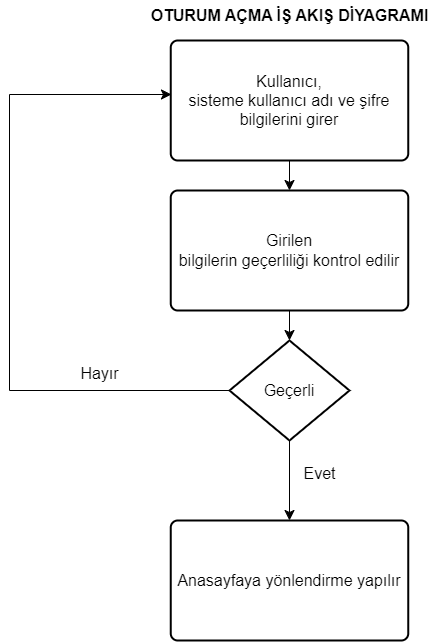 OTURUM AÇMA İŞ AKIŞ DİYAGRAMI
Kullanıcı,
sisteme kullanıcı adı ve şifre
bilgilerini girer
Girilen
bilgilerin geçerliliği kontrol edilir
Hayır
Geçerli
Evet
Anasayfaya yönlendirme yapılır